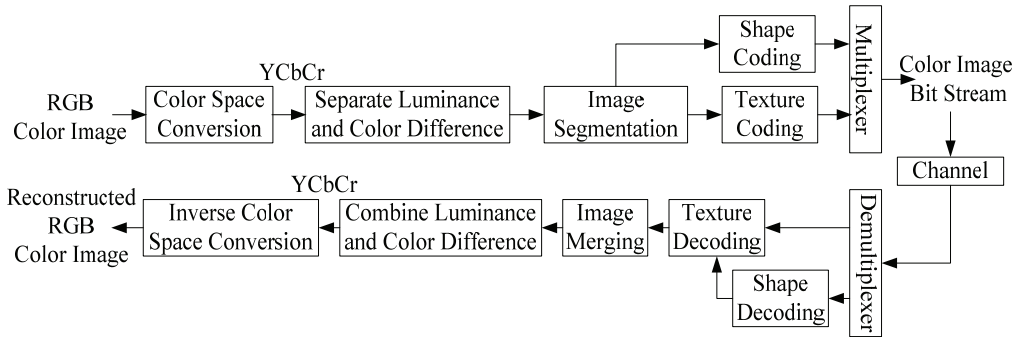 Shape
Coding
Multiplexer
Color Image
Bit Stream
YCbCr
RGB
Color Image
Color Space
Conversion
Separate Luminance
and Color Difference
Image
Segmentation
Texture
Coding
Channel
YCbCr
Reconstructed
RGB
Color Image
Inverse Color
Space Conversion
Combine Luminance
and Color Difference
Image
Merging
Texture
Decoding
Demultiplexer
Shape
Decoding